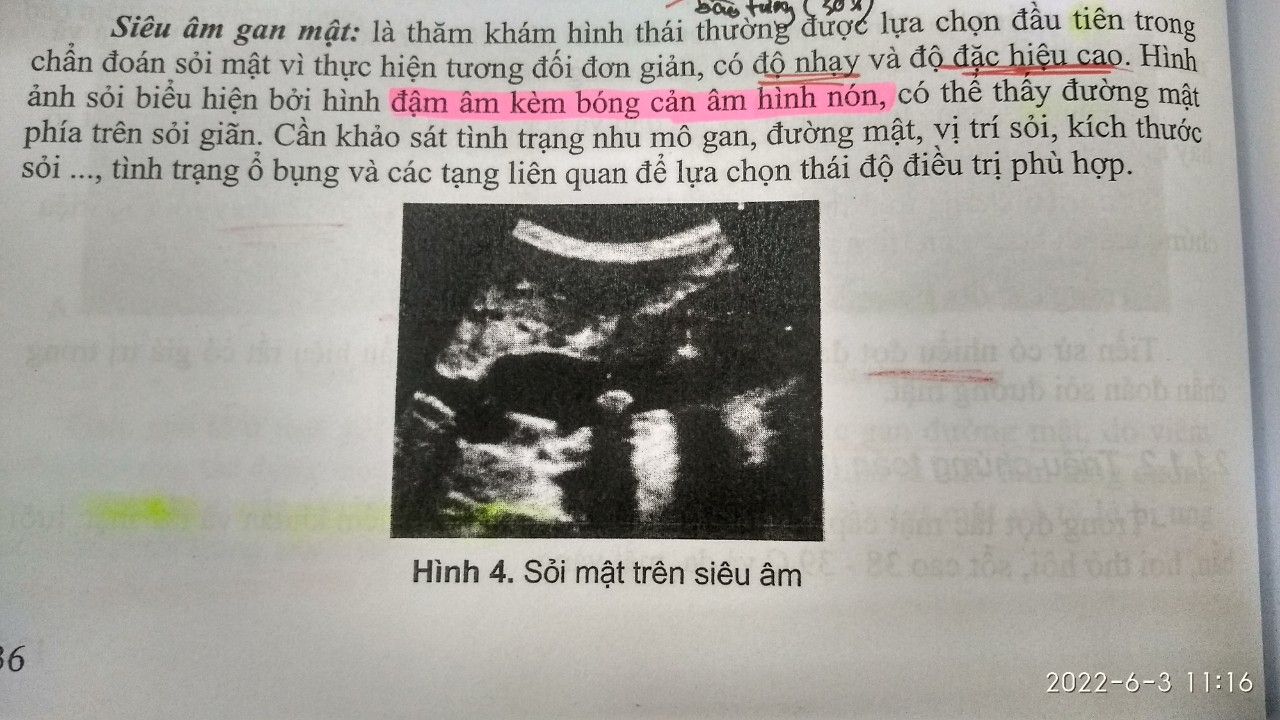 bão tương (30 x)
Siêu âm gan mật: là thăm khám hình thái thường được lựa chọn đầu tiên trong
chẩn đoán sỏi mật vì thực hiện tương đối đơn giản, có độ nhạy và độ đặc hiệu cao. Hình
ảnh sỏi biểu hiện bởi hình đậm âm kèm bóng cản âm hình nón, có thể thấy đường mật
phía trên sỏi giãn. Cần khảo sát tình trạng nhu mô gan, đường mật, vị trí sỏi, kích thước
sỏi ..., tình trạng ổ bụng và các tạng liên quan để lựa chọn thái độ điều trị phù hợp.
Hình 4. Sỏi mật trên siêu âm
36
2022-6-3 11:16